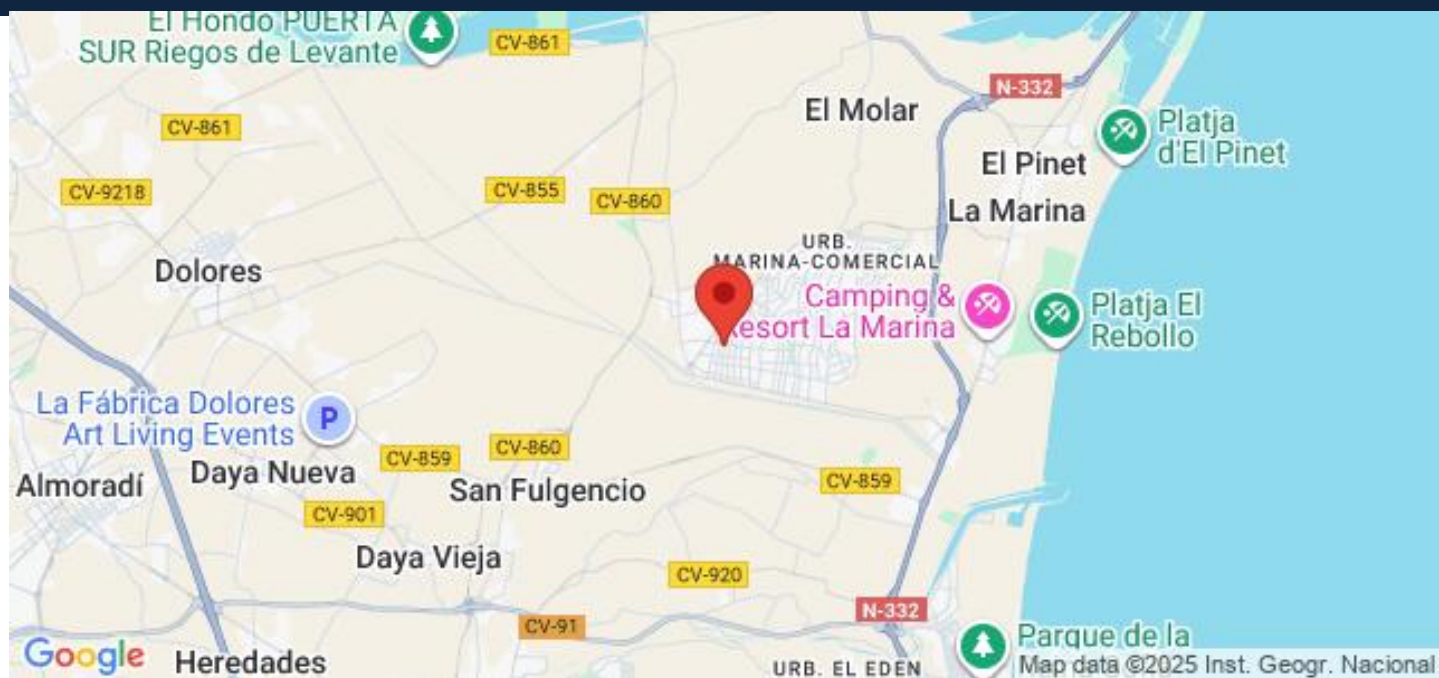 El Hondo PUERTA
SUR Riegos de Levante
CV-861
N-332
El Molar
CV-861
Platja
d'El Pinet
El Pinet
CV-9218
CV-855
CV-860
La Marina
URB.
MARINA-COMERCIAL
Dolores
Camping &
Resort La Marina
Platja El
Rebollo
La Fábrica Dolores
Art Living Events
P
CV-860
CV-859
Daya Nueva
CV-859
Almoradí
San Fulgencio
CV-901
Daya Vieja
CV-920
N-332
CV-91
Parque de la
Google
Heredades
URB. EL EDEN
Map data ©2025 Inst. Geogr. Nacional